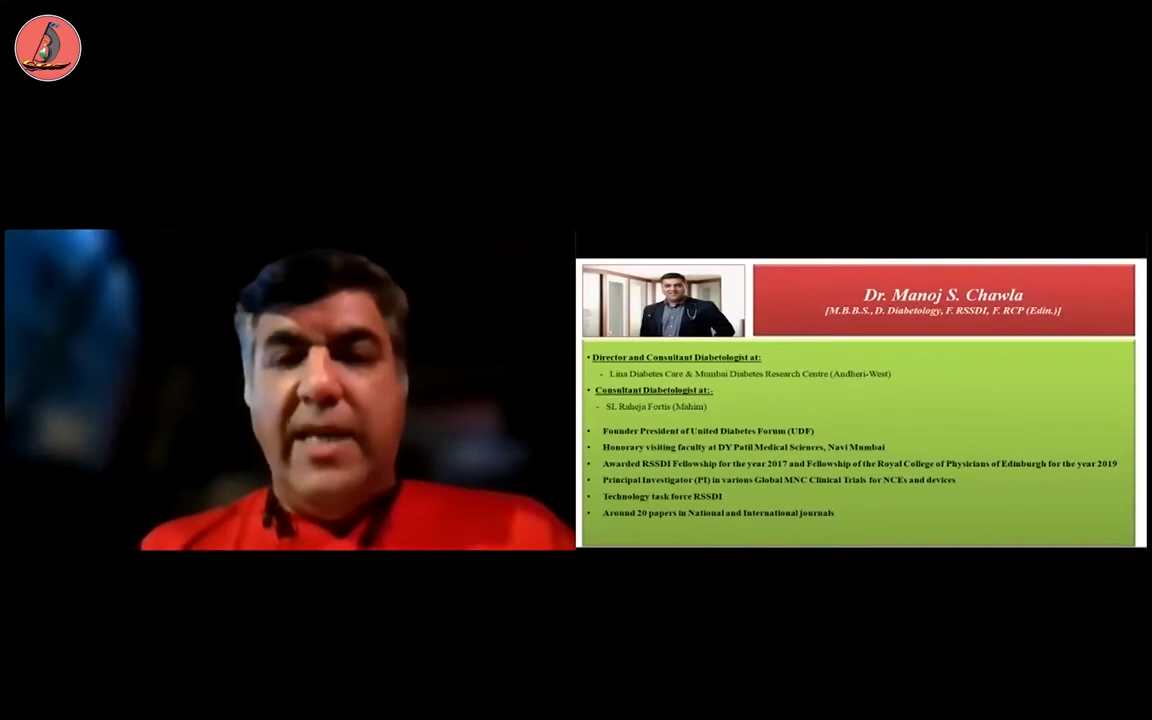 Dr. Manoj S. Chawla
[M.B.B.S., D. Diabetology, F. RSSDI, F. RCP (Edin.)]
• Director and Consultant Diabetologist at:
- Lina Diabetes Care & Mumbai Diabetes Research Centre (Andheri-West)
• Consultant Diabetologist at:-
- SL Raheja Fortis (Mahim)
• Founder President of United Diabetes Forum (UDF)
• Honorary visiting faculty at DY Patil Medical Sciences, Navi Mumbai
• Awarded RSSDI Fellowship for the year 2017 and Fellowship of the Royal College of Physicians of Edinburgh for the year 2019
• Principal Investigator (PI) in various Global MNC Clinical Trials for NCEs and devices
• Technology task force RSSDI
• Around 20 papers in National and International journals